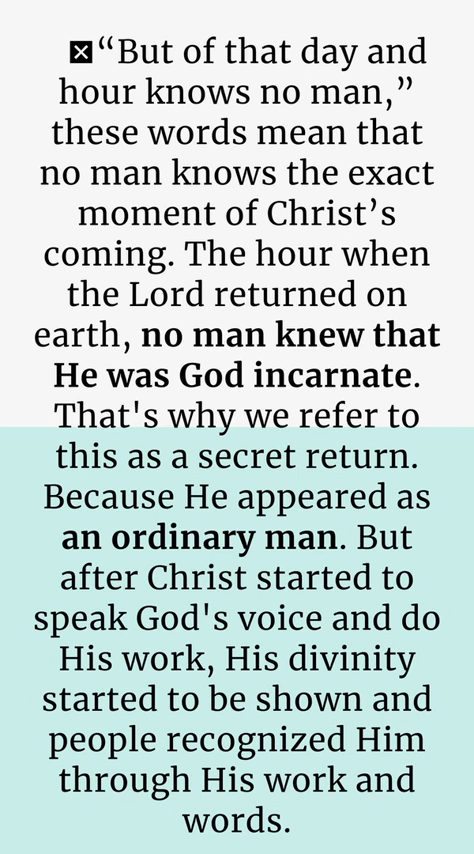 ❎“But of that day and
hour knows no man,”
these words mean that
no man knows the exact
moment of Christ’s
coming. The hour when
the Lord returned on
earth, no man knew that
He was God incarnate.
That's why we refer to
this as a secret return.
Because He appeared as
an ordinary man. But
after Christ started to
speak God's voice and do
His work, His divinity
started to be shown and
people recognized Him
through His work and
words.